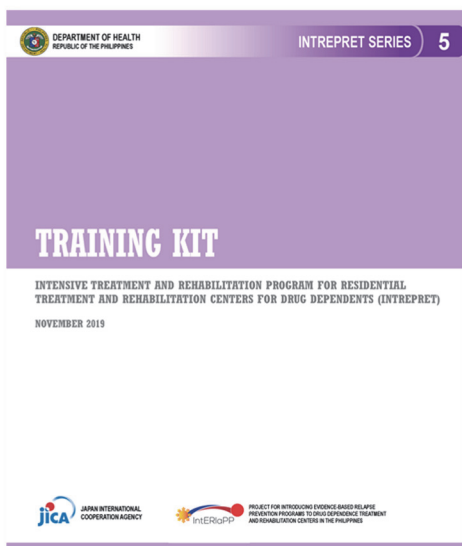 DEPARTMENT OF HEALTH
REPUBLIC OF THE PHILIPPINES
INTREPRET SERIES 5
TRAINING KIT
INTENSIVE TREATMENT AND REHABILITATION PROGRAM FOR RESIDENTIAL
TREATMENT AND REHABILITATION CENTERS FOR DRUG DEPENDENTS (INTREPRET)
NOVEMBER 2019
jICA
JAPAN INTERNATIONAL
COOPERATION AGENCY
IntERlaPP
PROJECT FOR INTRODUCING EVIDENCE-BASED RELAPSE
PREVENTION PROGRAMS TO DRUG DEPENDENCE TREATMENT
AND REHABILITATION CENTERS IN THE PHILIPPINES